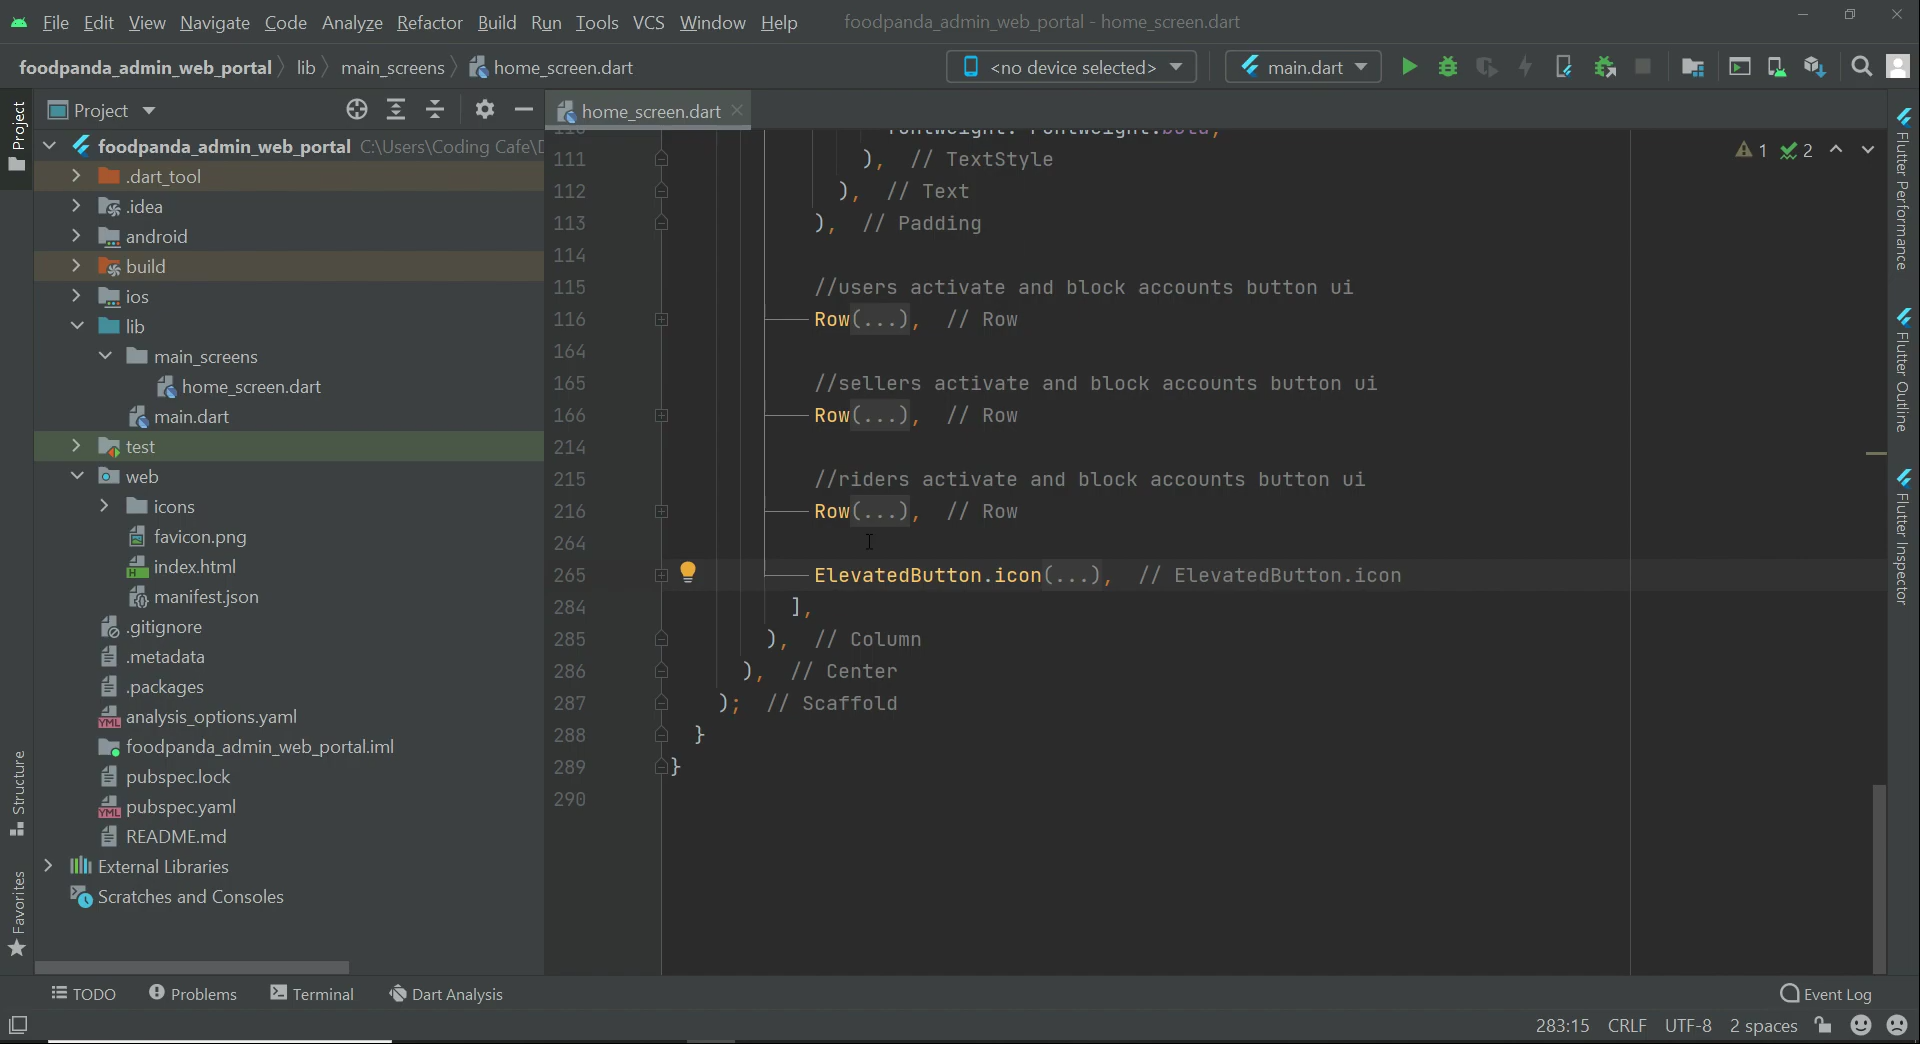 File Edit View Navigate Code Analyze Refactor Build Run Tools VCS Window Help foodpanda_admin_web_portal - home_screen.dart
foodpanda_admin_web_portal lib main_screens home_screen.dart <no device selected> main.dart
Project
Project
home_screen.dart
foodpanda_admin_web_portal C:\Users\Coding Cafe\
.dart_tool
.idea
android
build
ios
lib
main_screens
home_screen.dart
main.dart
test
web
icons
favicon.png
index.html
manifest.json
.gitignore
.metadata
.packages
analysis_options.yaml
foodpanda_admin_web_portal.iml
pubspec.lock
pubspec.yaml
README.md
External Libraries
Scratches and Consoles
Structure
Favorites
111 ), // TextStyle
112 ), // Text
113 ), // Padding
114
115 //users activate and block accounts button ui
116 Row(...), // Row
164
165 //sellers activate and block accounts button ui
166 Row(...), // Row
214
215 //riders activate and block accounts button ui
216 Row(...), // Row
264
265 ElevatedButton.icon(...), // ElevatedButton.icon
284 ],
285 ), // Column
286 ), // Center
287 ); // Scaffold
288 }
289 }
290
1 2
Flutter Performance
Flutter Outline
Flutter Inspector
TODO Problems Terminal Dart Analysis Event Log
283:15 CRLF UTF-8 2 spaces